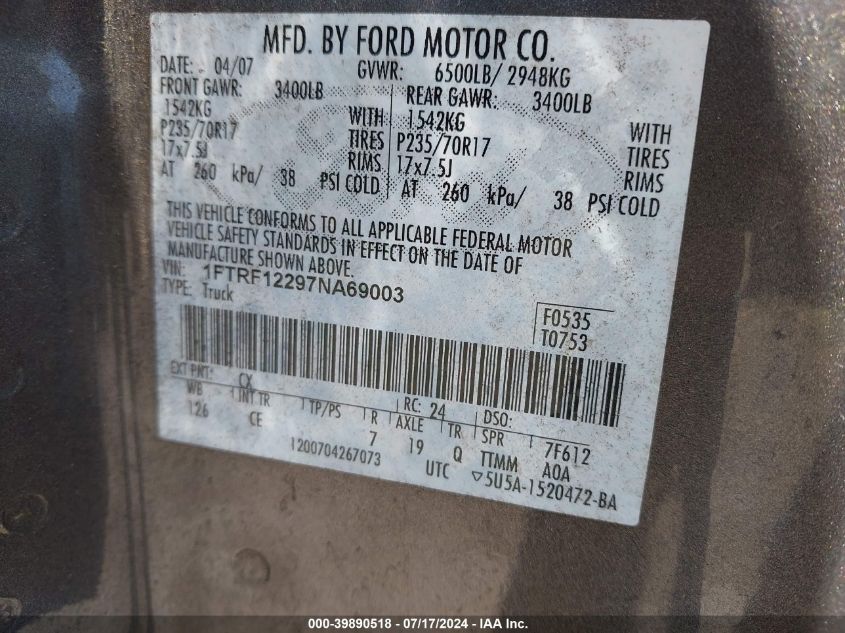 MFD. BY FORD MOTOR CO.
DATE: 04/07 GVWR: 6500LB/ 2948KG
FRONT GAWR: 3400LB REAR GAWR: 3400LB
1542KG WITH 1542KG WITH
P235/70R17 TIRES P235/70R17 TIRES
17x7.5J RIMS 17x7.5J RIMS
AT 260 kPa/ 38 PSI COLD AT 260 kPa/ 38 PSI COLD
THIS VEHICLE CONFORMS TO ALL APPLICABLE FEDERAL MOTOR
VEHICLE SAFETY STANDARDS IN EFFECT ON THE DATE OF
MANUFACTURE SHOWN ABOVE.
VIN: 1FTRF12297NA69003
TYPE: Truck
F0535
T0753
EXT PNT: CX RC: 24 DSO:
WB INT TR TP/PS R AXLE TR SPR 7F612
126 CE 7 19 Q TTMM A0A
1200704267073 UTC ▽5U5A-1520472-BA
000-39890518 - 07/17/2024 - IAA Inc.